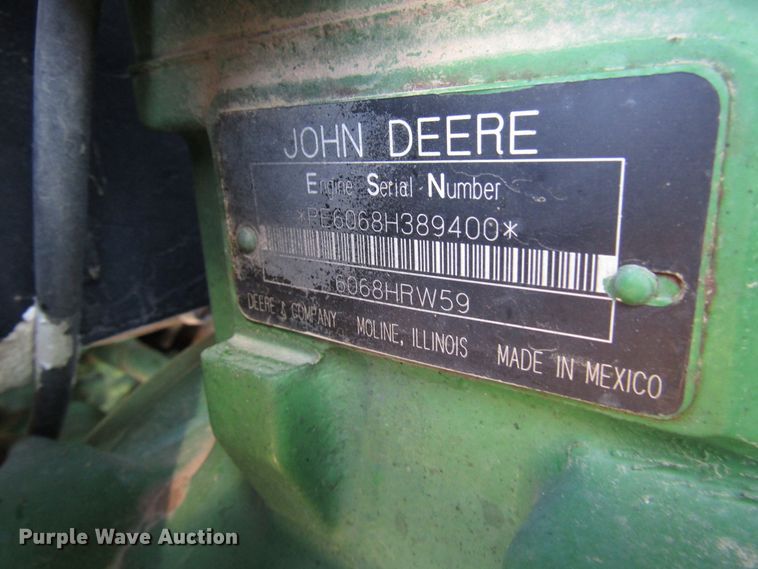 JOHN DEERE
Engine Serial Number
*PE6068H389400*
6068HRW59
DEERE & COMPANY MOLINE, ILLINOIS MADE IN MEXICO
Purple Wave Auction